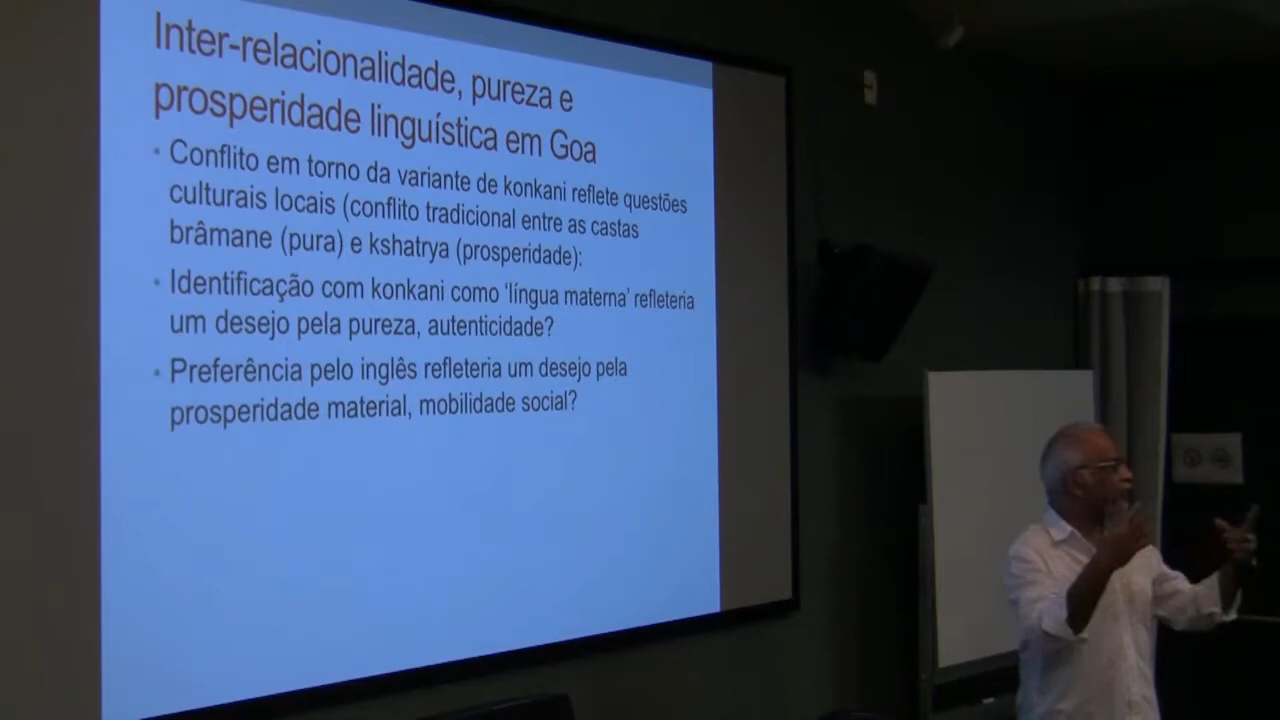 Inter-relacionalidade, pureza e
prosperidade linguística em Goa
• Conflito em torno da variante de konkani reflete questões
culturais locais (conflito tradicional entre as castas
brâmane (pura) e kshatrya (prosperidade):
• Identificação com konkani como ‘língua materna’ refleteria
um desejo pela pureza, autenticidade?
• Preferência pelo inglês refleteria um desejo pela
prosperidade material, mobilidade social?